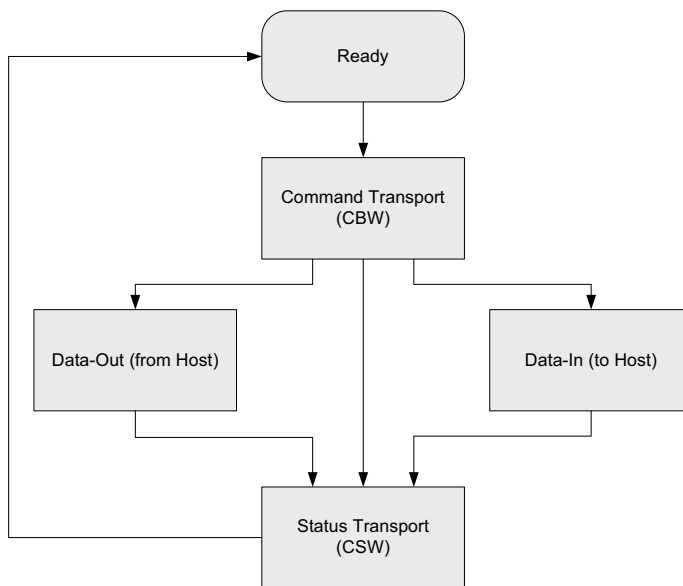 Ready
Command Transport
(CBW)
Data-Out (from Host)
Data-In (to Host)
Status Transport
(CSW)